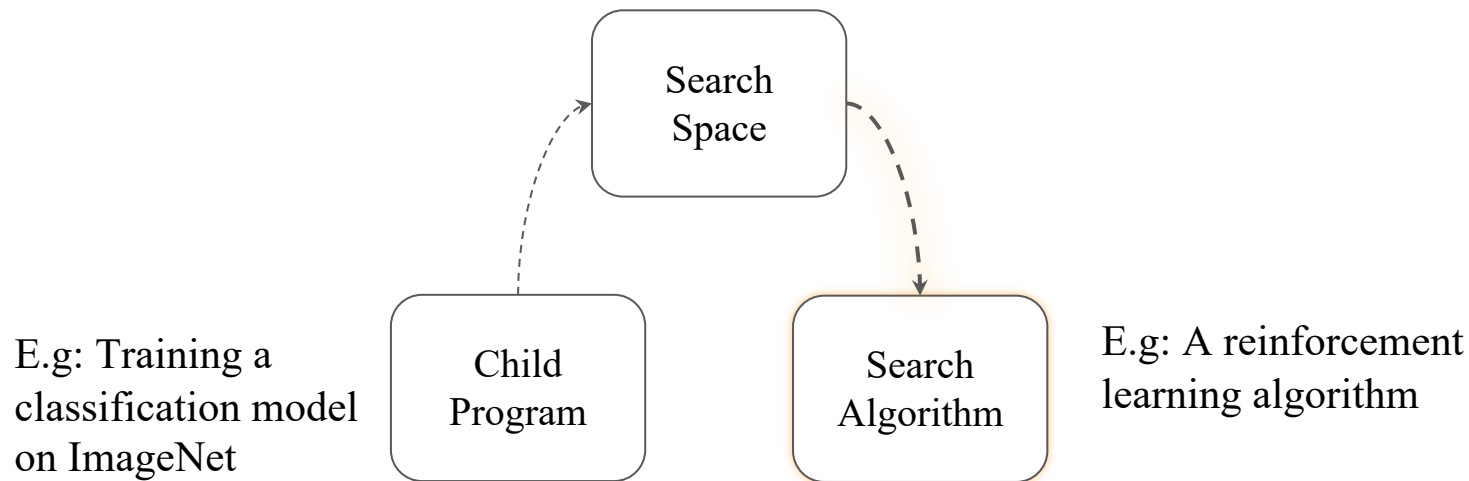 Search
Space
E.g: Training a
classification model
on ImageNet
Child
Program
Search
Algorithm
E.g: A reinforcement
learning algorithm